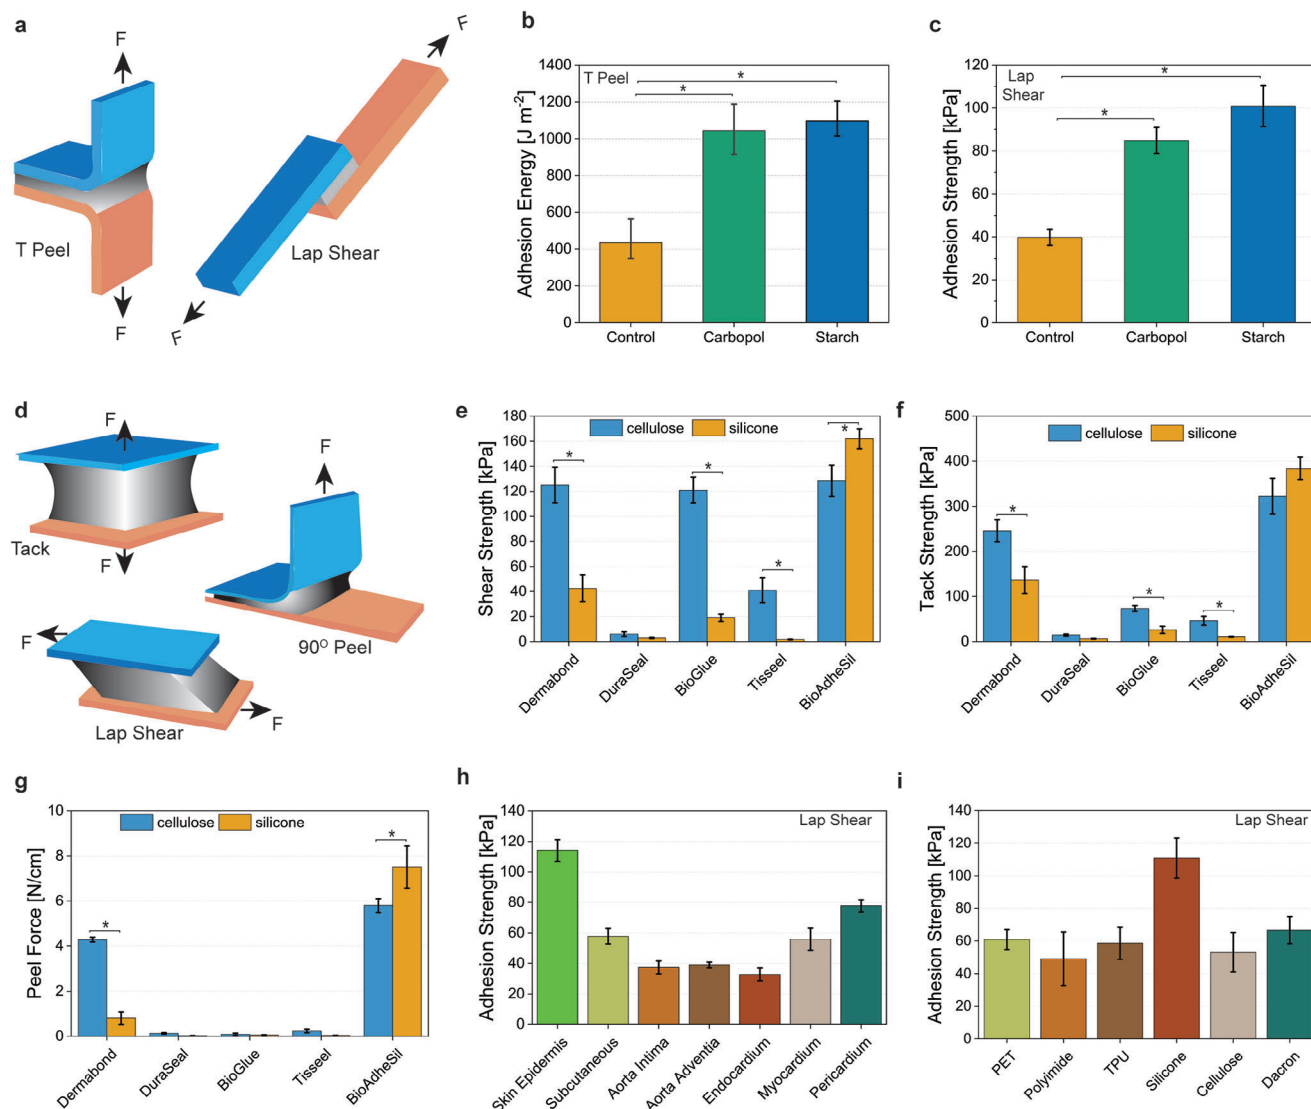 a
F
F
T Peel
F
Lap Shear
F
b
T Peel
*
*
Adhesion Energy [J m⁻²]
1400
1200
1000
800
600
400
200
0
Control
Carbopol
Starch
c
Lap
Shear
*
*
Adhesion Strength [kPa]
120
100
80
60
40
20
0
Control
Carbopol
Starch
d
F
Tack
F
F
90⁰ Peel
F
F
Lap Shear
e
cellulose
silicone
*
*
*
*
Shear Strength [kPa]
180
160
140
120
100
80
60
40
20
0
Dermabond
DuraSeal
BioGlue
Tisseel
BioAdheSil
f
cellulose
silicone
*
*
*
Tack Strength [kPa]
500
400
300
200
100
0
Dermabond
DuraSeal
BioGlue
Tisseel
BioAdheSil
g
cellulose
silicone
*
*
Peel Force [N/cm]
10
8
6
4
2
0
Dermabond
DuraSeal
BioGlue
Tisseel
BioAdheSil
h
Lap Shear
Adhesion Strength [kPa]
140
120
100
80
60
40
20
0
Skin Epidermis
Subcutaneous
Aorta Intima
Aorta Adventia
Endocardium
Myocardium
Pericardium
i
Lap Shear
Adhesion Strength [kPa]
140
120
100
80
60
40
20
0
PET
Polyimide
TPU
Silicone
Cellulose
Dacron